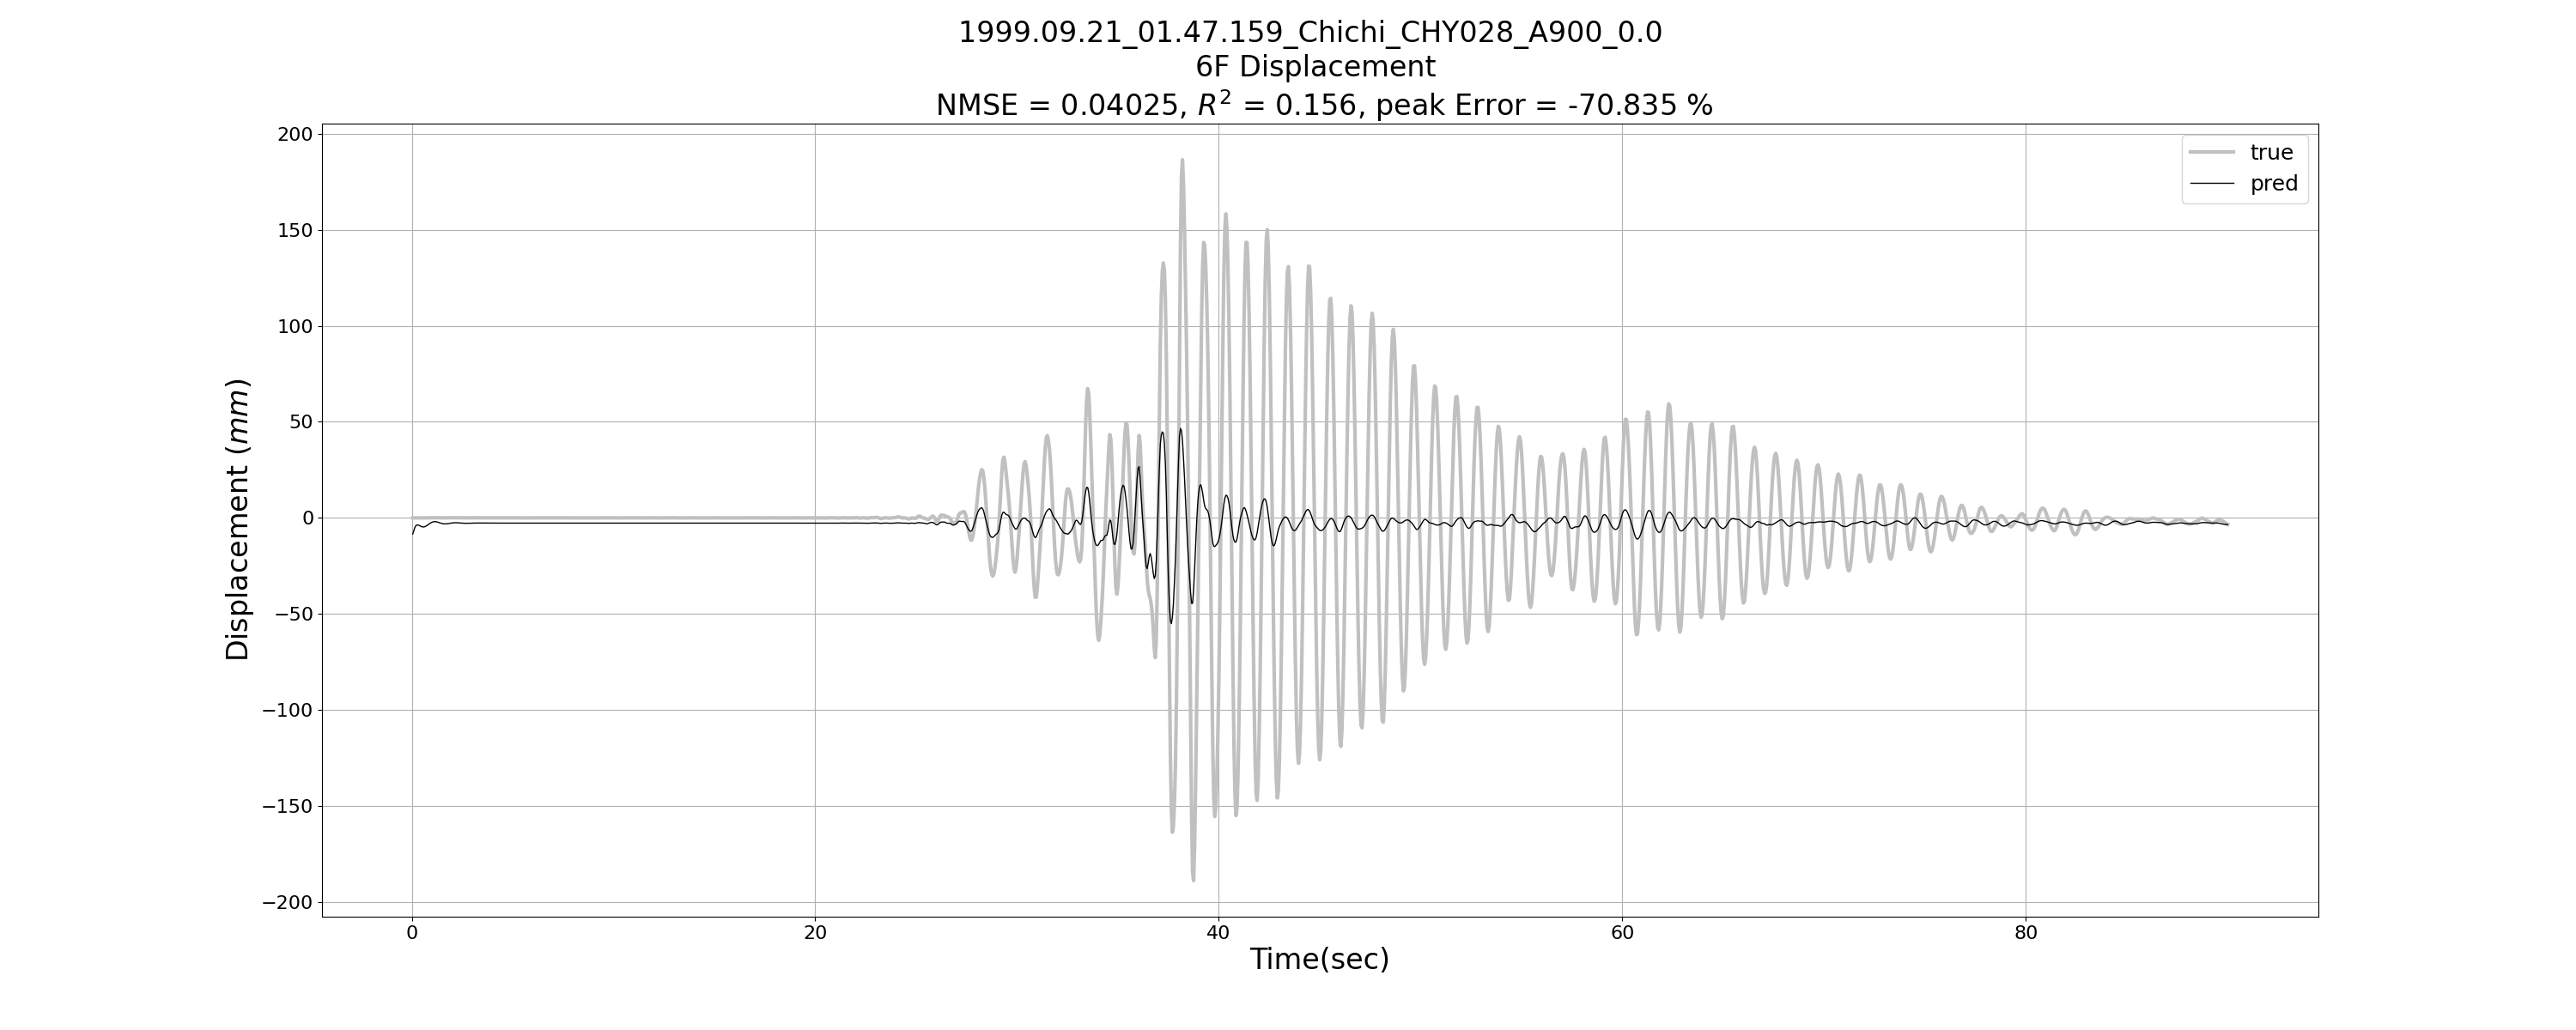 1999.09.21_01.47.159_Chichi_CHY028_A900_0.0
6F Displacement
NMSE = 0.04025, R² = 0.156, peak Error = -70.835 %
200
150
100
50
0
−50
−100
−150
−200
Displacement (mm)
true
pred
0 20 40 60 80
Time(sec)